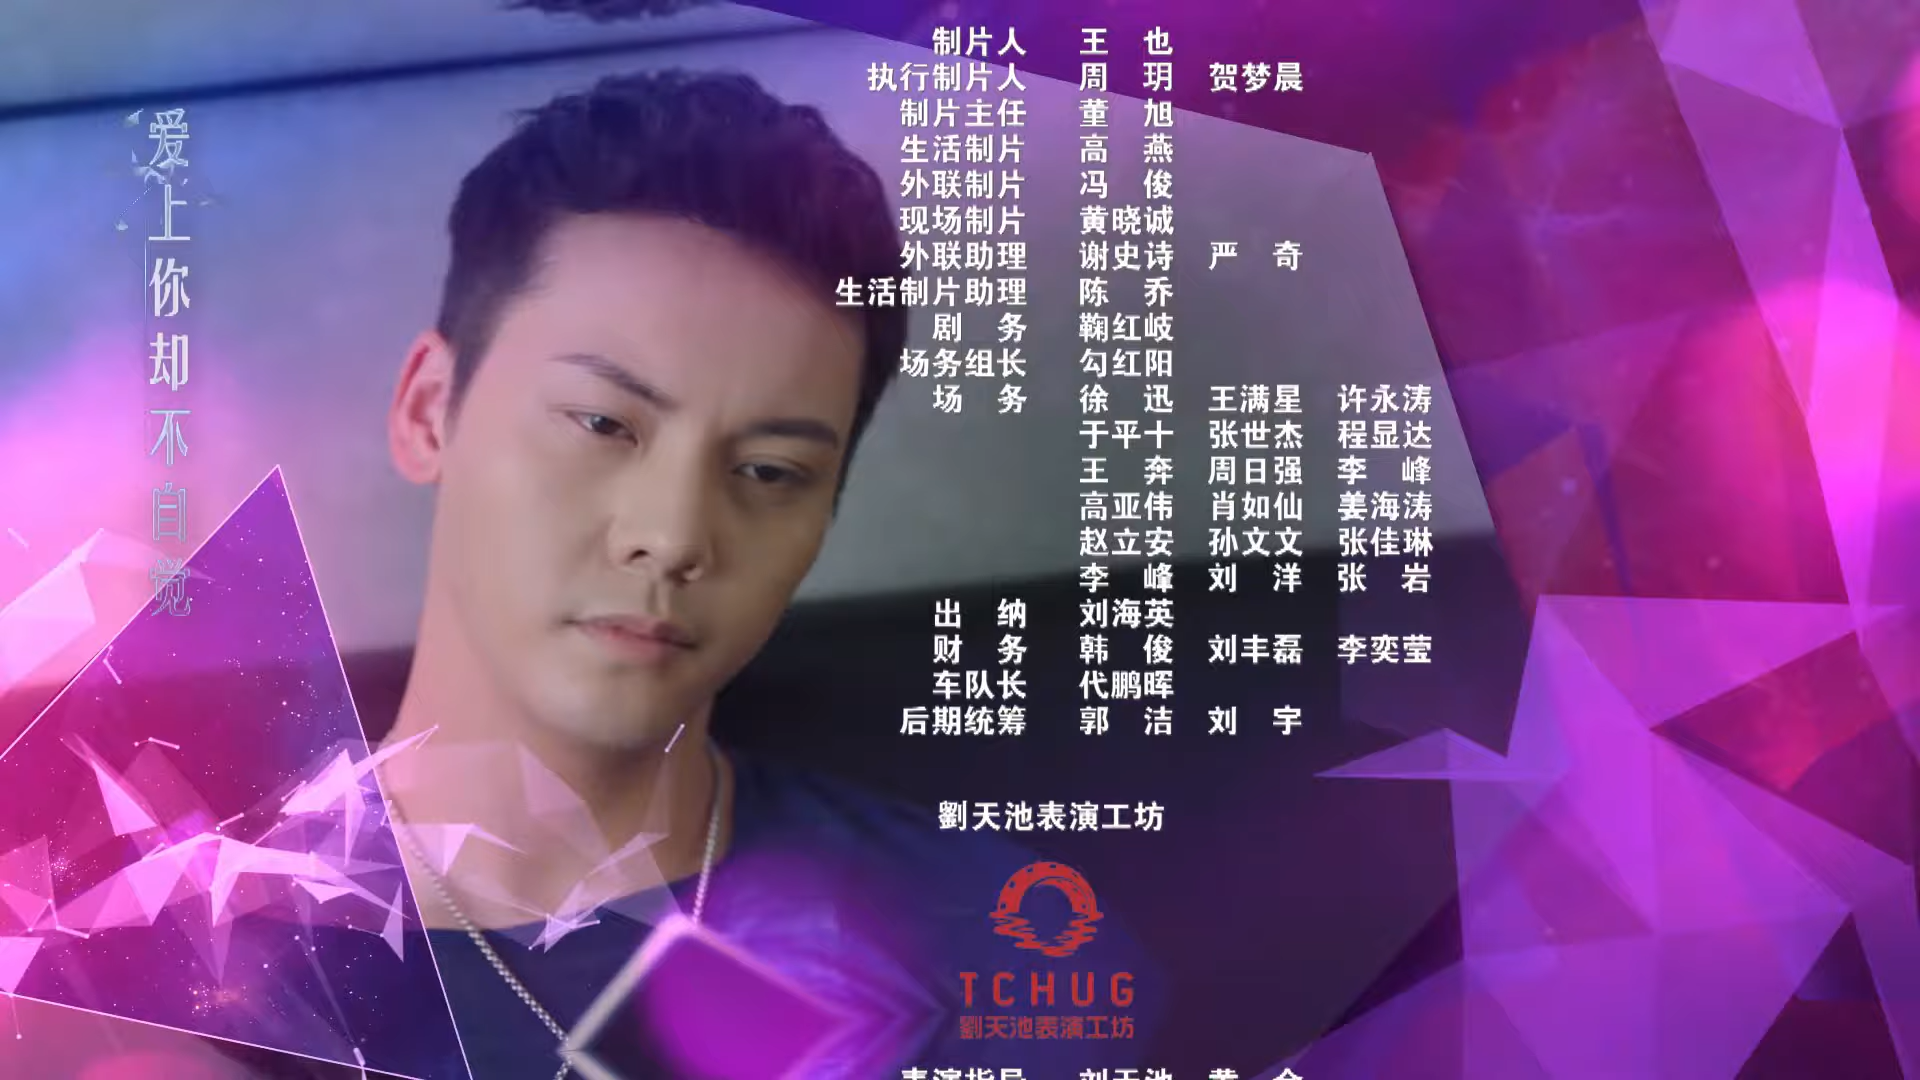 爱上你却不自觉
制片人 王 也
执行制片人 周 玥 贺梦晨
制片主任 董 旭
生活制片 高 燕
外联制片 冯 俊
现场制片 黄晓诚
外联助理 谢史诗 严 奇
生活制片助理 陈 乔
剧 务 鞠红岐
场务组长 勾红阳
场 务 徐 迅 王满星 许永涛
于平十 张世杰 程显达
王 奔 周日强 李 峰
高亚伟 肖如仙 姜海涛
赵立安 孙文文 张佳琳
李 峰 刘 洋 张 岩
出 纳 刘海英
财 务 韩 俊 刘丰磊 李奕莹
车队长 代鹏晖
后期统筹 郭 洁 刘 宇
劉天池表演工坊
TCHUG
劉天池表演工坊
表演指导 刘天池 黄